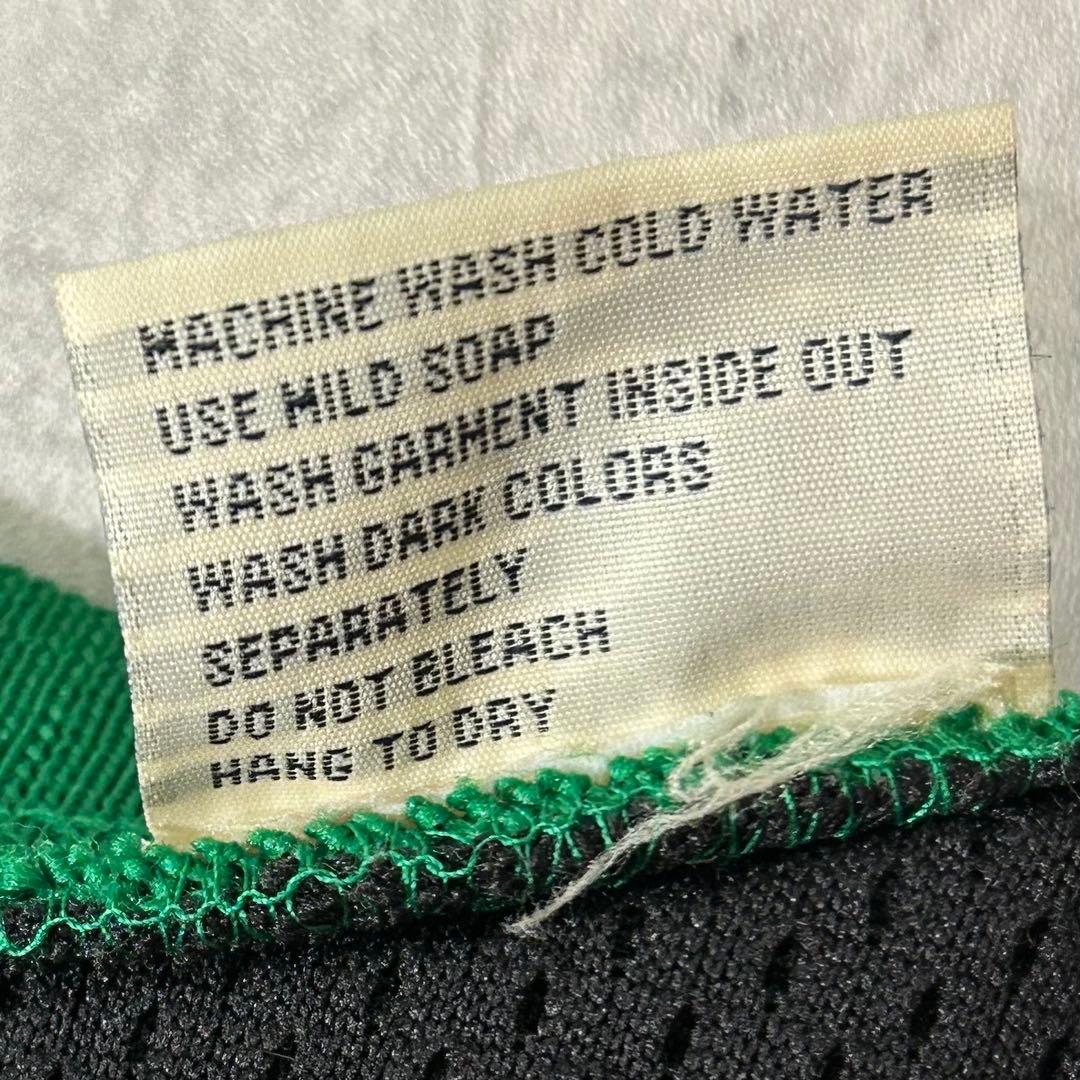 MACHINE WASH COLD WATER
USE MILD SOAP
WASH GARMENT INSIDE OUT
WASH DARK COLORS
SEPARATELY
DO NOT BLEACH
HANG TO DRY